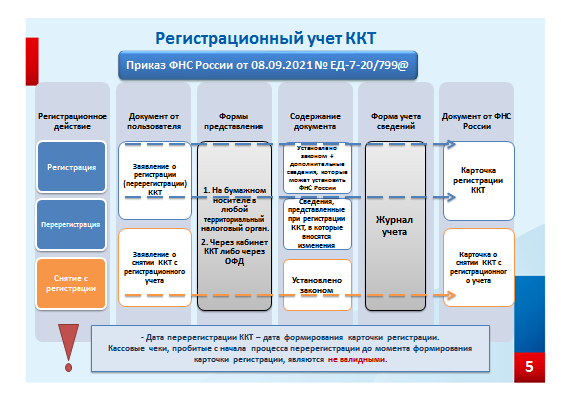 Регистрационный учет ККТ
Приказ ФНС России от 08.09.2021 № ЕД-7-20/799@
Регистрационное
действие
Документ от
пользователя
Формы
представления
Содержание
документа
Форма учета
сведений
Документ от ФНС
России
Регистрация
Перерегистрация
Снятие с
регистрации
Заявление о
регистрации
(перерегистрации)
ККТ
Заявление о
снятии ККТ с
регистрационного
учета
1. На бумажном
носителе в
любой
территориальный
налоговый орган.
2. Через кабинет
ККТ либо через
ОФД
Установлено
законом +
дополнительные
сведения, которые
может установить
ФНС России
Сведения,
представленные
при регистрации
ККТ, в которые
вносятся
изменения
Установлено
законом
Журнал
учета
Карточка
регистрации
ККТ
Карточка о
снятии ККТ с
регистрационног
о учета
- Дата перерегистрации ККТ – дата формирования карточки регистрации.
Кассовые чеки, пробитые с начала процесса перерегистрации до момента формирования
карточки регистрации, являются не валидными.
5